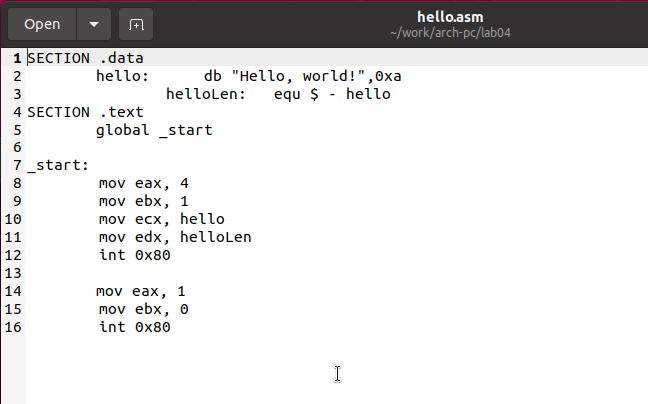 Open
hello.asm
~/work/arch-pc/lab04
1 SECTION .data
2 hello: db "Hello, world!",0xa
3 helloLen: equ $ - hello
4 SECTION .text
5 global _start
6
7 _start:
8 mov eax, 4
9 mov ebx, 1
10 mov ecx, hello
11 mov edx, helloLen
12 int 0x80
13
14 mov eax, 1
15 mov ebx, 0
16 int 0x80